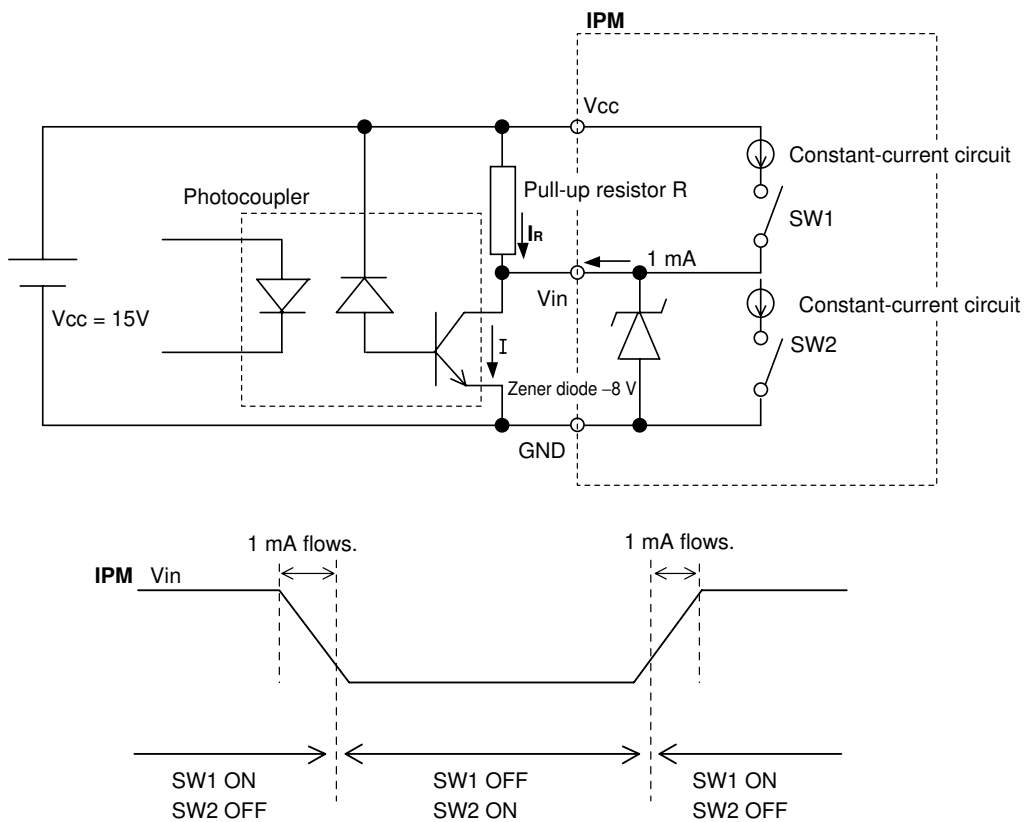 IPM
Vcc
Constant-current circuit
Photocoupler
Pull-up resistor R
SW1
IR
1 mA
Vin
Constant-current circuit
Vcc = 15V
SW2
I
Zener diode –8 V
GND
1 mA flows.
1 mA flows.
IPM Vin
SW1 ON
SW2 OFF
SW1 OFF
SW2 ON
SW1 ON
SW2 OFF